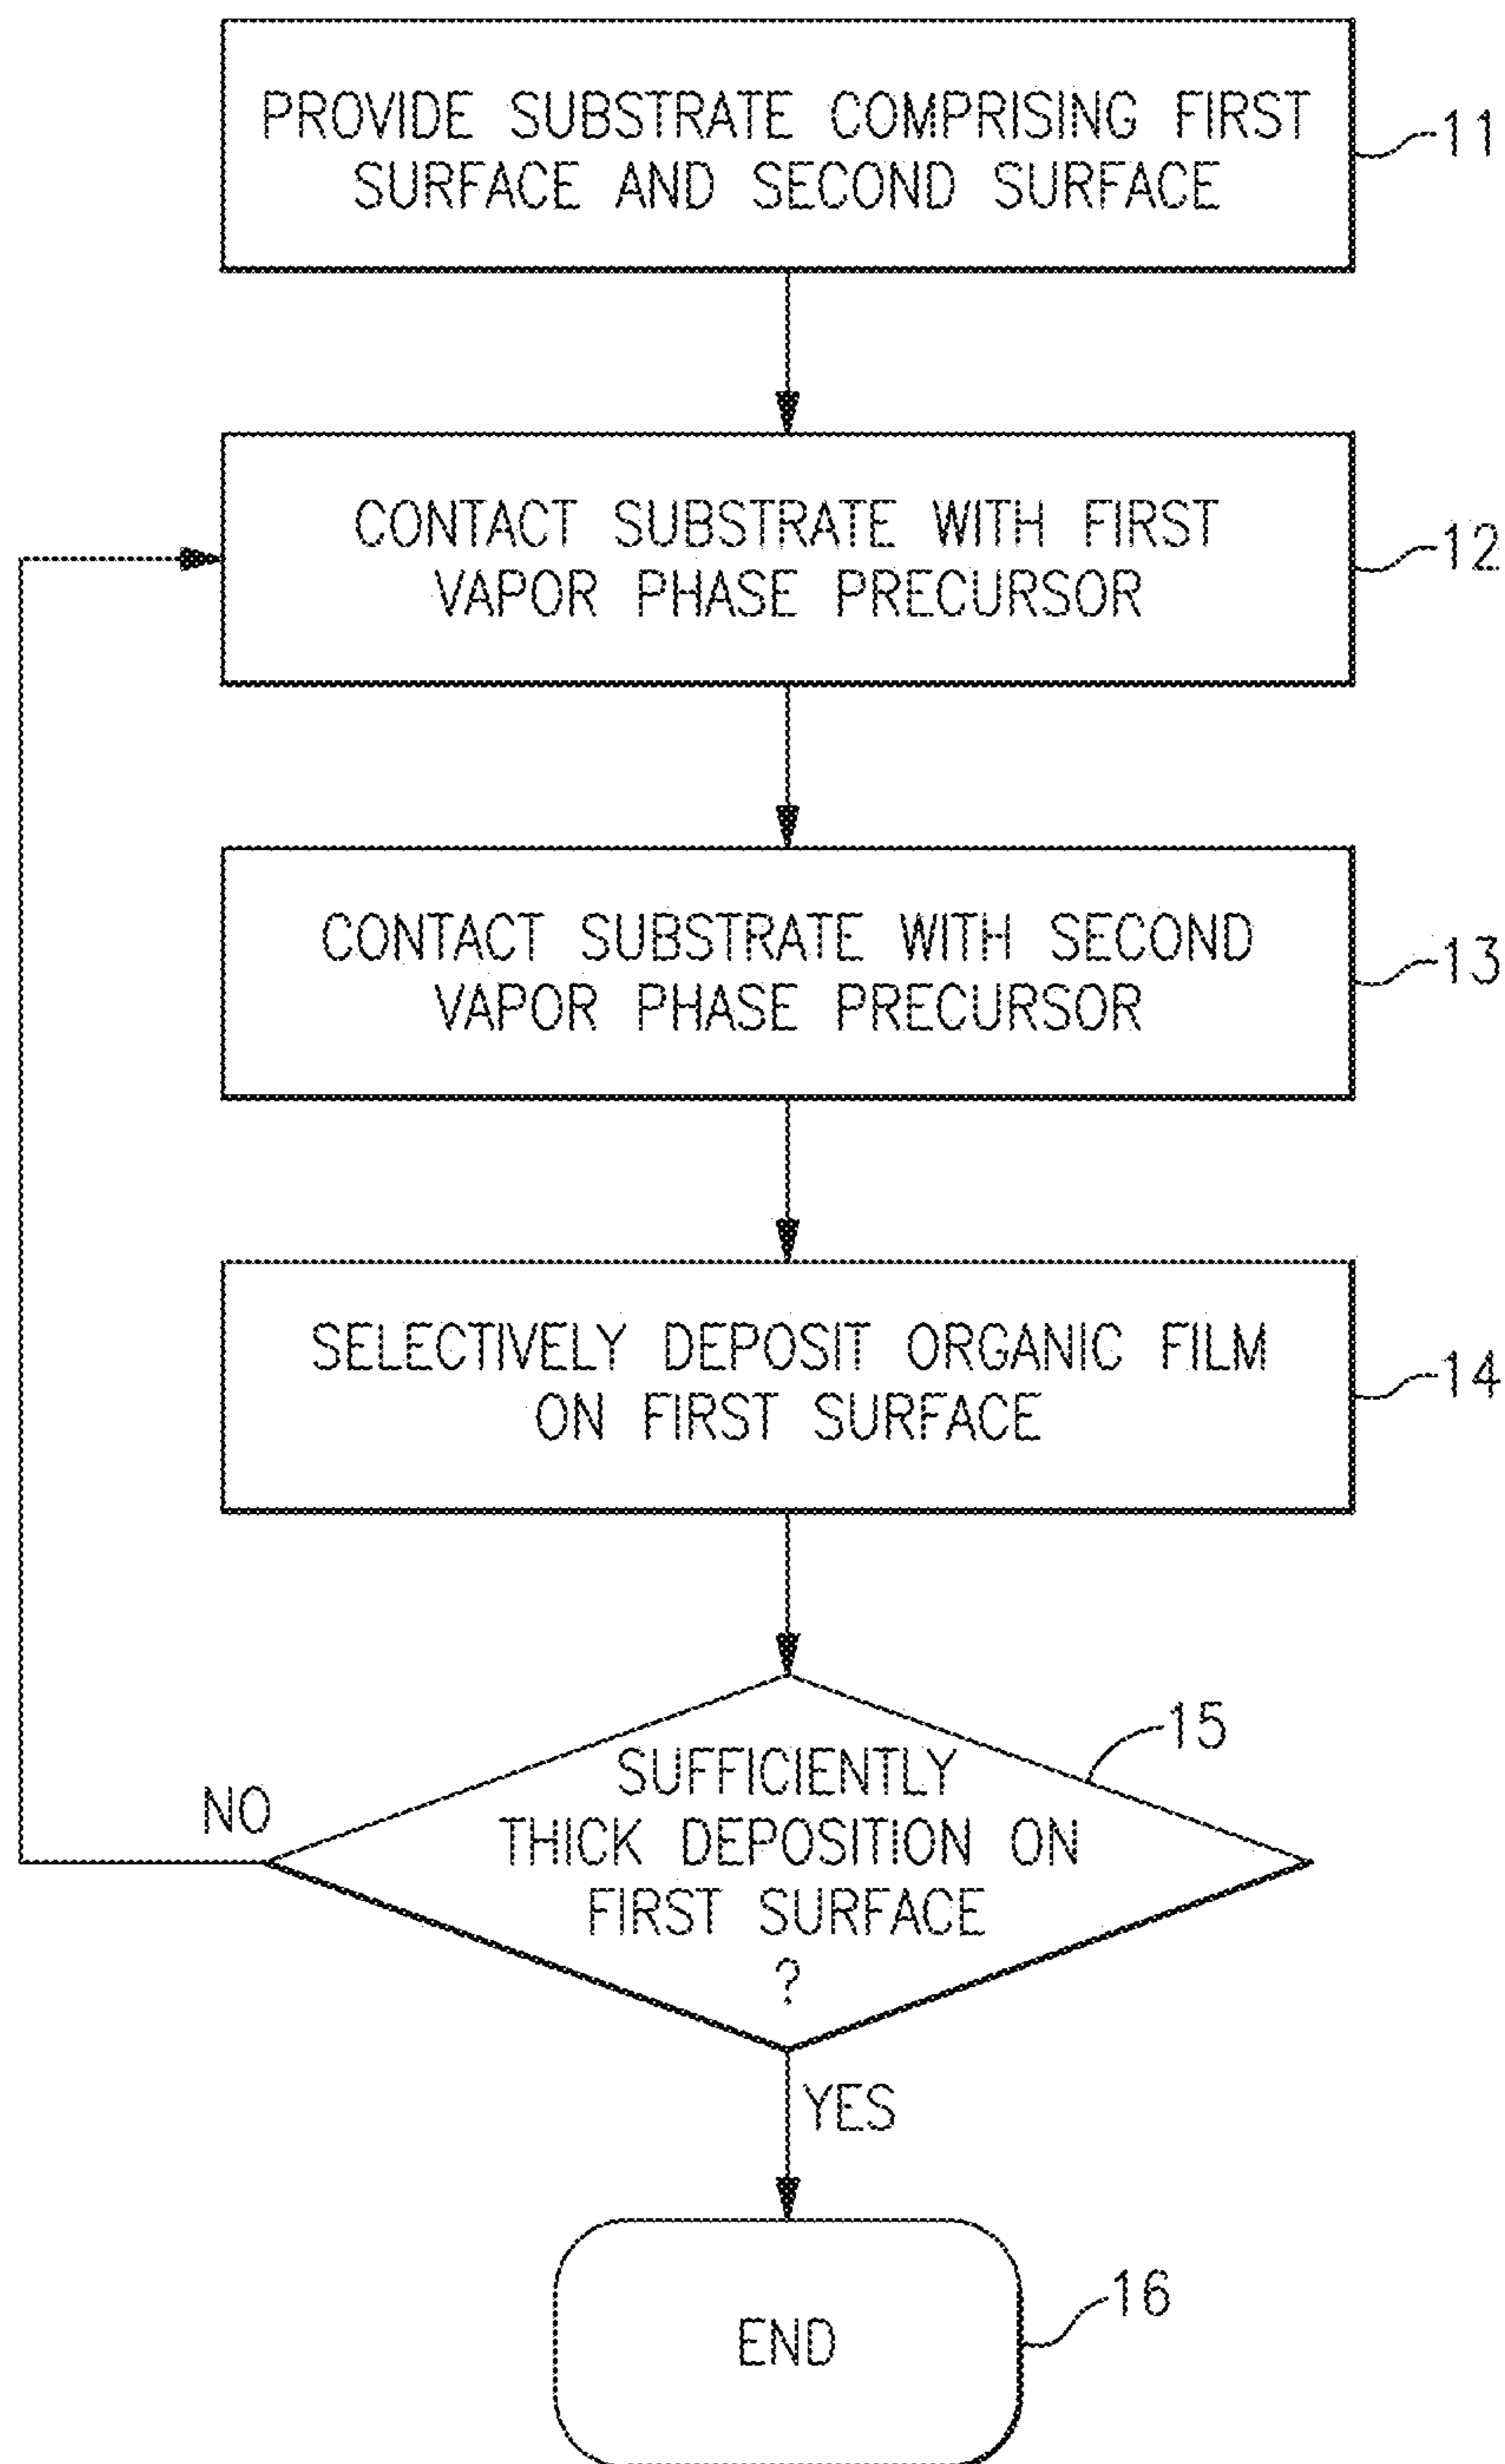 PROVIDE SUBSTRATE COMPRISING FIRST
SURFACE AND SECOND SURFACE
11
CONTACT SUBSTRATE WITH FIRST
VAPOR PHASE PRECURSOR
12
CONTACT SUBSTRATE WITH SECOND
VAPOR PHASE PRECURSOR
13
SELECTIVELY DEPOSIT ORGANIC FILM
ON FIRST SURFACE
14
15
SUFFICIENTLY
THICK DEPOSITION ON
FIRST SURFACE
?
NO
YES
16
END